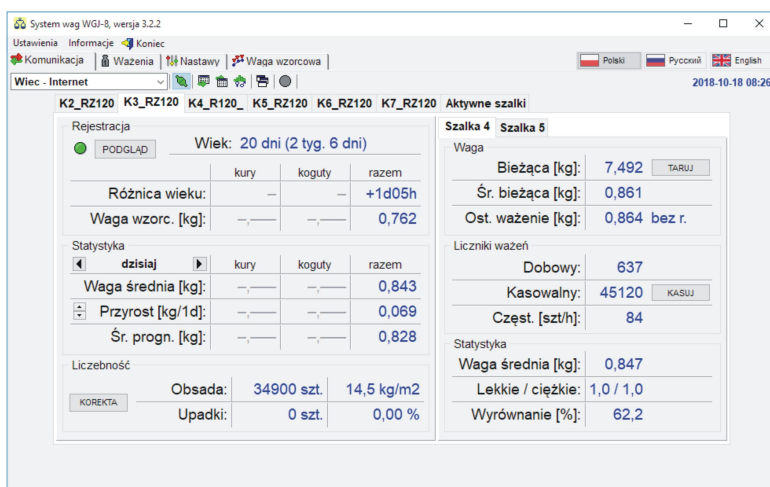 System wag WGJ-8, wersja 3.2.2
Ustawienia Informacje Koniec
Komunikacja Ważenia Nastawy Waga wzorcowa Polski Русский English
Wiec - Internet 2018-10-18 08:26
K2_RZ120 K3_RZ120 K4_R120_ K5_RZ120 K6_RZ120 K7_RZ120 Aktywne szalki
Rejestracja
PODGLĄD Wiek: 20 dni (2 tyg. 6 dni)
kury koguty razem
Różnica wieku: — — +1d05h
Waga wzorc. [kg]: –,–– –,–– 0,762
Statystyka
dzisiaj kury koguty razem
Waga średnia [kg]: –,–– –,–– 0,843
Przyrost [kg/1d]: –,–– –,–– 0,069
Śr. progn. [kg]: –,–– –,–– 0,828
Liczebność
KOREKTA
Obsada: 34900 szt. 14,5 kg/m2
Upadki: 0 szt. 0,00 %
Szalka 4 Szalka 5
Waga
Bieżąca [kg]: 7,492 TARUJ
Śr. bieżąca [kg]: 0,861
Ost. ważenie [kg]: 0,864 bez r.
Liczniki ważeń
Dobowy: 637
Kasowalny: 45120 KASUJ
Częst. [szt/h]: 84
Statystyka
Waga średnia [kg]: 0,847
Lekkie / ciężkie: 1,0 / 1,0
Wyrównanie [%]: 62,2